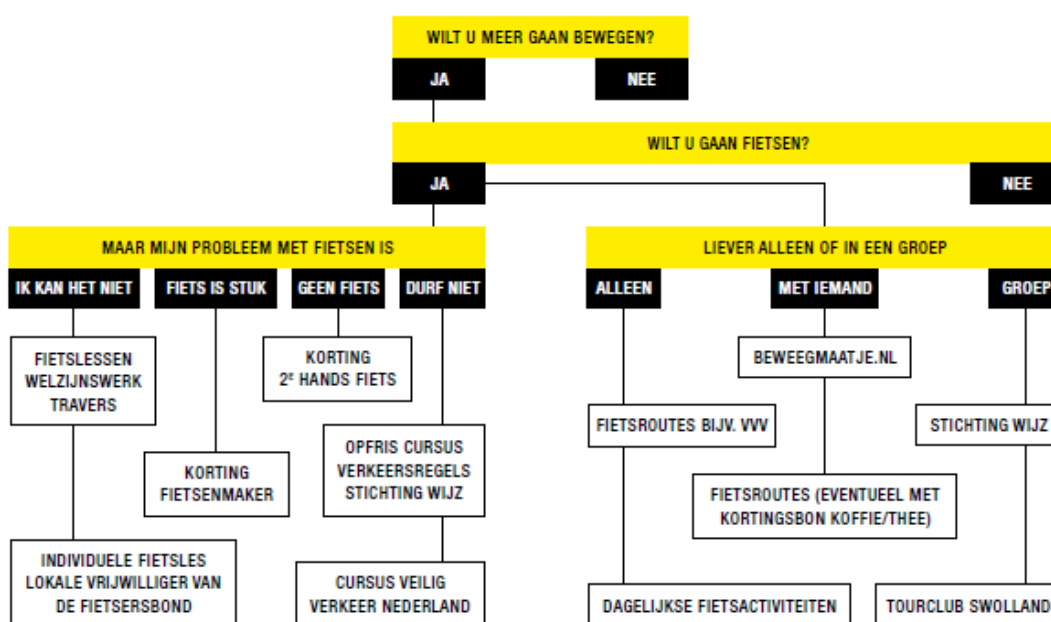 WILT U MEER GAAN BEWEGEN?
JA
NEE
WILT U GAAN FIETSEN?
JA
NEE
MAAR MIJN PROBLEEM MET FIETSEN IS
IK KAN HET NIET
FIETS IS STUK
GEEN FIETS
DURF NIET
FIETSLESSEN
WELZIJNSWERK
TRAVERS
KORTING
2E HANDS FIETS
KORTING
FIETSENMAKER
OPFRIS CURSUS
VERKEERSREGELS
STICHTING WIJZ
INDIVIDUELE FIETSLES
LOKALE VRIJWILLIGER VAN
DE FIETSERSBOND
CURSUS VEILIG
VERKEER NEDERLAND
LIEVER ALLEEN OF IN EEN GROEP
ALLEEN
MET IEMAND
GROEP
BEWEEGMAATJE.NL
FIETSROUTES BIJV. VVV
STICHTING WIJZ
FIETSROUTES (EVENTUEEL MET
KORTINGSBON KOFFIE/THEE)
DAGELIJKSE FIETSACTIVITEITEN
TOURCLUB SWOLLAND